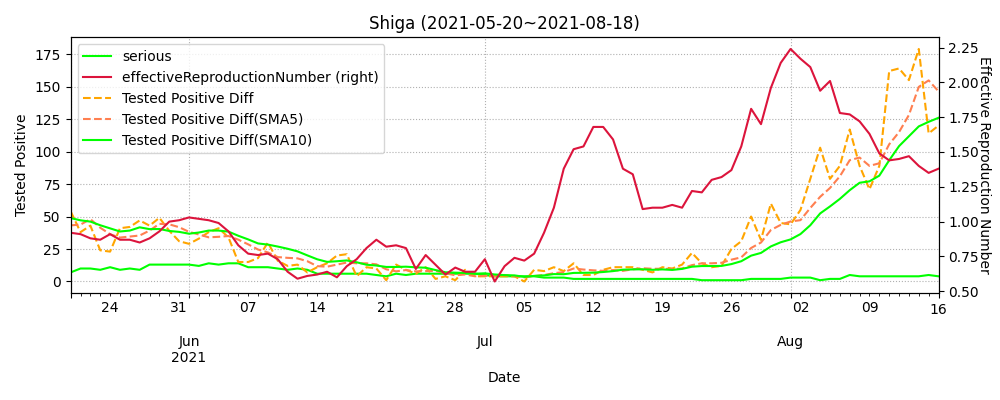 Shiga (2021-05-20~2021-08-18)
serious
effectiveReproductionNumber (right)
Tested Positive Diff
Tested Positive Diff(SMA5)
Tested Positive Diff(SMA10)
Tested Positive
175
150
125
100
75
50
25
0
2.25
2.00
1.75
1.50
1.25
1.00
0.75
0.50
Effective Reproduction Number
24 31 07 14 21 28 05 12 19 26 02 09 16
Jun Jul Aug
2021
Date